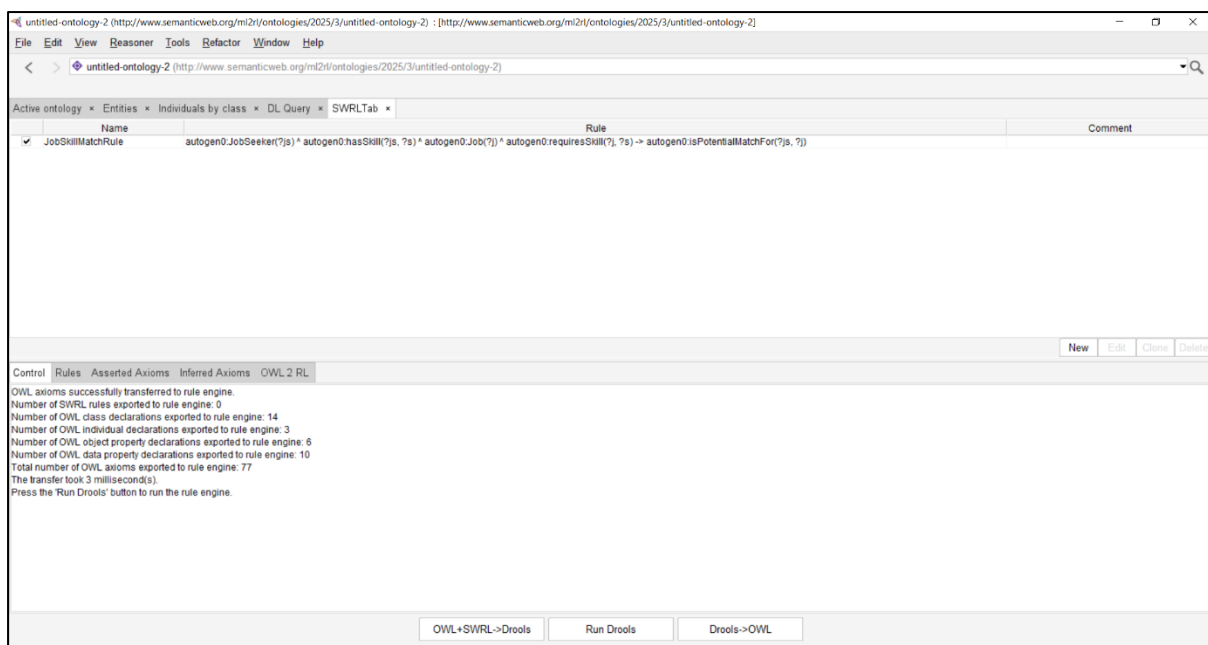 untitled-ontology-2 (http://www.semanticweb.org/ml2rl/ontologies/2025/3/untitled-ontology-2) : [http://www.semanticweb.org/ml2rl/ontologies/2025/3/untitled-ontology-2]
File Edit View Reasoner Tools Refactor Window Help
untitled-ontology-2 (http://www.semanticweb.org/ml2rl/ontologies/2025/3/untitled-ontology-2)
Active ontology × Entities × Individuals by class × DL Query × SWRLTab ×
Name Rule Comment
JobSkillMatchRule autogen0:JobSeeker(?js) ^ autogen0:hasSkill(?js, ?s) ^ autogen0:Job(?j) ^ autogen0:requiresSkill(?j, ?s) -> autogen0:isPotentialMatchFor(?js, ?j)
New Edit Clone Delete
Control Rules Asserted Axioms Inferred Axioms OWL 2 RL
OWL axioms successfully transferred to rule engine.
Number of SWRL rules exported to rule engine: 0
Number of OWL class declarations exported to rule engine: 14
Number of OWL individual declarations exported to rule engine: 3
Number of OWL object property declarations exported to rule engine: 6
Number of OWL data property declarations exported to rule engine: 10
Total number of OWL axioms exported to rule engine: 77
The transfer took 3 millisecond(s).
Press the 'Run Drools' button to run the rule engine.
OWL+SWRL->Drools Run Drools Drools->OWL